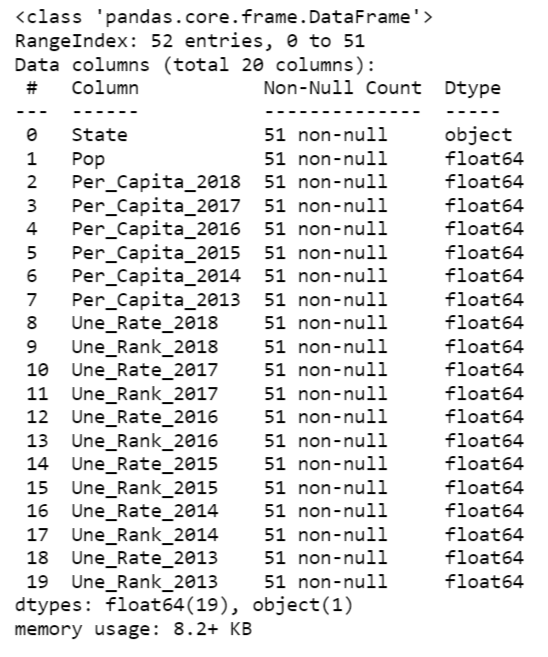 <class 'pandas.core.frame.DataFrame'>
RangeIndex: 52 entries, 0 to 51
Data columns (total 20 columns):
 #   Column           Non-Null Count  Dtype
---  ------           --------------  -----
 0   State            51 non-null     object
 1   Pop              51 non-null     float64
 2   Per_Capita_2018  51 non-null     float64
 3   Per_Capita_2017  51 non-null     float64
 4   Per_Capita_2016  51 non-null     float64
 5   Per_Capita_2015  51 non-null     float64
 6   Per_Capita_2014  51 non-null     float64
 7   Per_Capita_2013  51 non-null     float64
 8   Une_Rate_2018    51 non-null     float64
 9   Une_Rank_2018    51 non-null     float64
 10  Une_Rate_2017    51 non-null     float64
 11  Une_Rank_2017    51 non-null     float64
 12  Une_Rate_2016    51 non-null     float64
 13  Une_Rank_2016    51 non-null     float64
 14  Une_Rate_2015    51 non-null     float64
 15  Une_Rank_2015    51 non-null     float64
 16  Une_Rate_2014    51 non-null     float64
 17  Une_Rank_2014    51 non-null     float64
 18  Une_Rate_2013    51 non-null     float64
 19  Une_Rank_2013    51 non-null     float64
dtypes: float64(19), object(1)
memory usage: 8.2+ KB